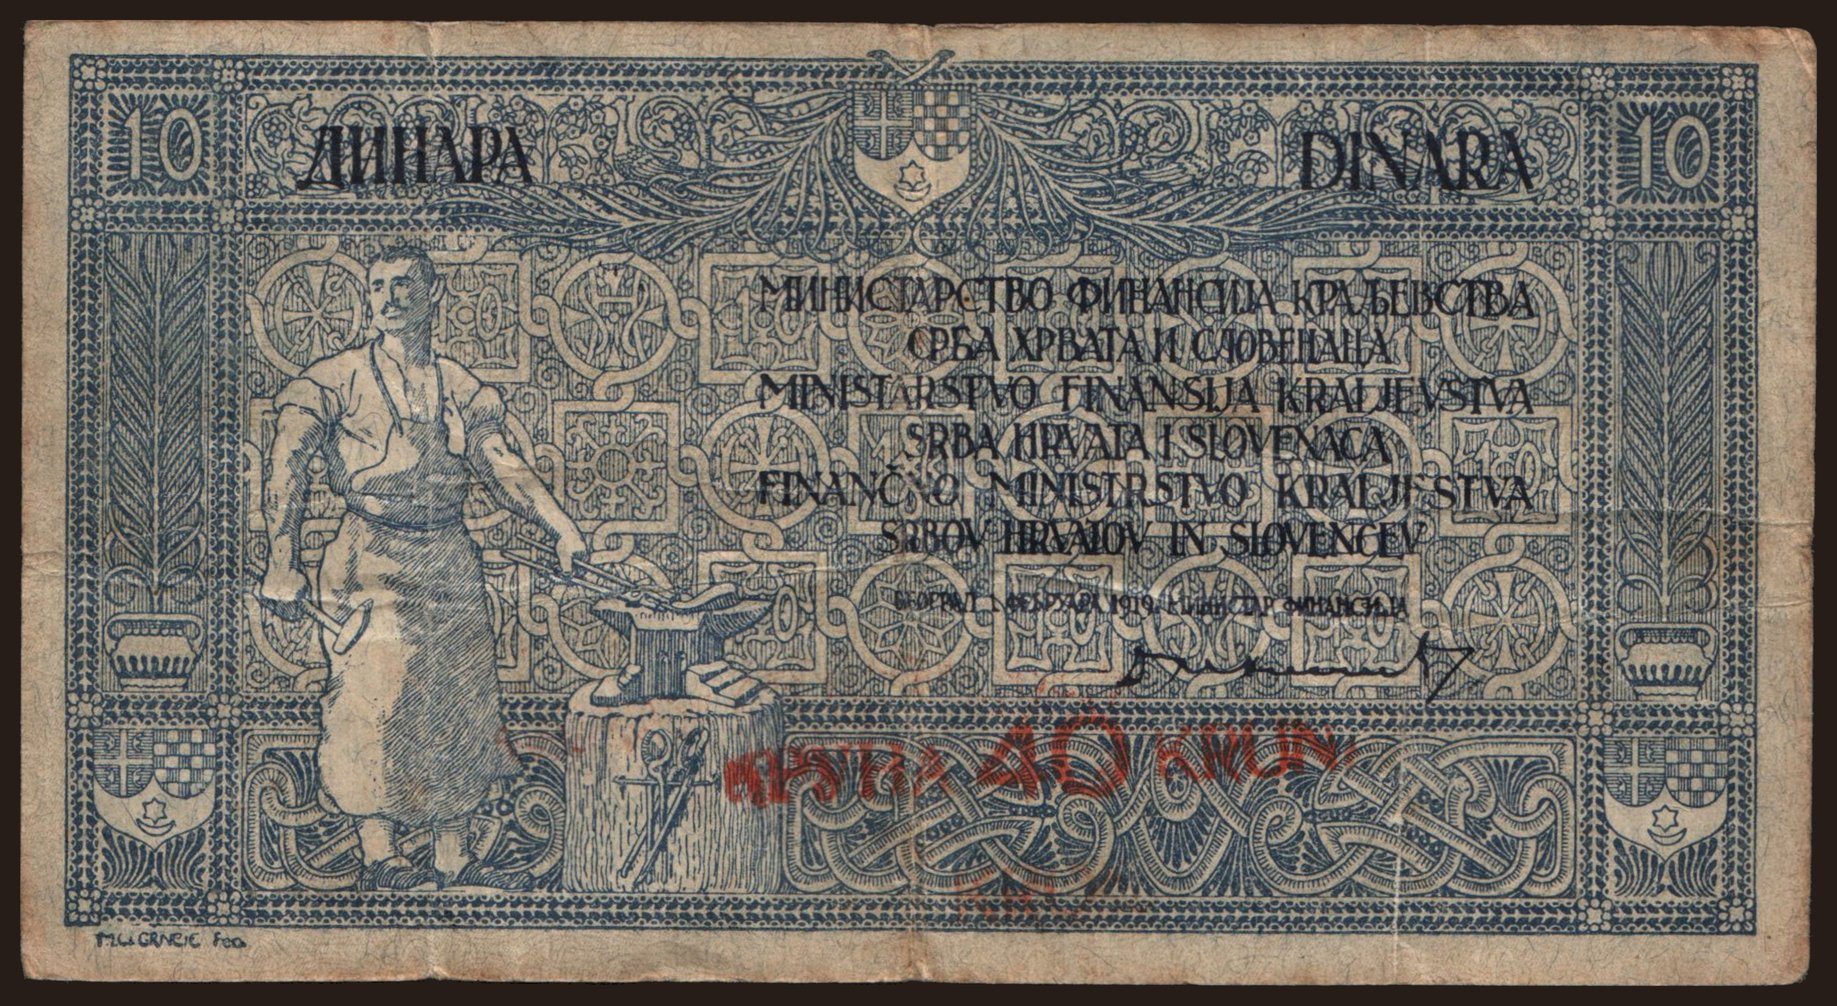 10 ДИНАРА DINARA 10
МИНИСТАРСТВО ФИНАНСИЈА КРАЉЕВСТВА
СРБА ХРВАТА И СЛОВЕНАЦА
MINISTARSTVO FINANSIJA KRALJEVSTVA
SRBA HRVATA I SLOVENACA
FINANČNO MINISTRSTVO KRALJESTVA
SRBOV HRVATOV IN SLOVENCEV
БЕОГРАД 1. ФЕБРУАРА 1919. МИНИСТАР ФИНАНСИЈА
40 KRUNA